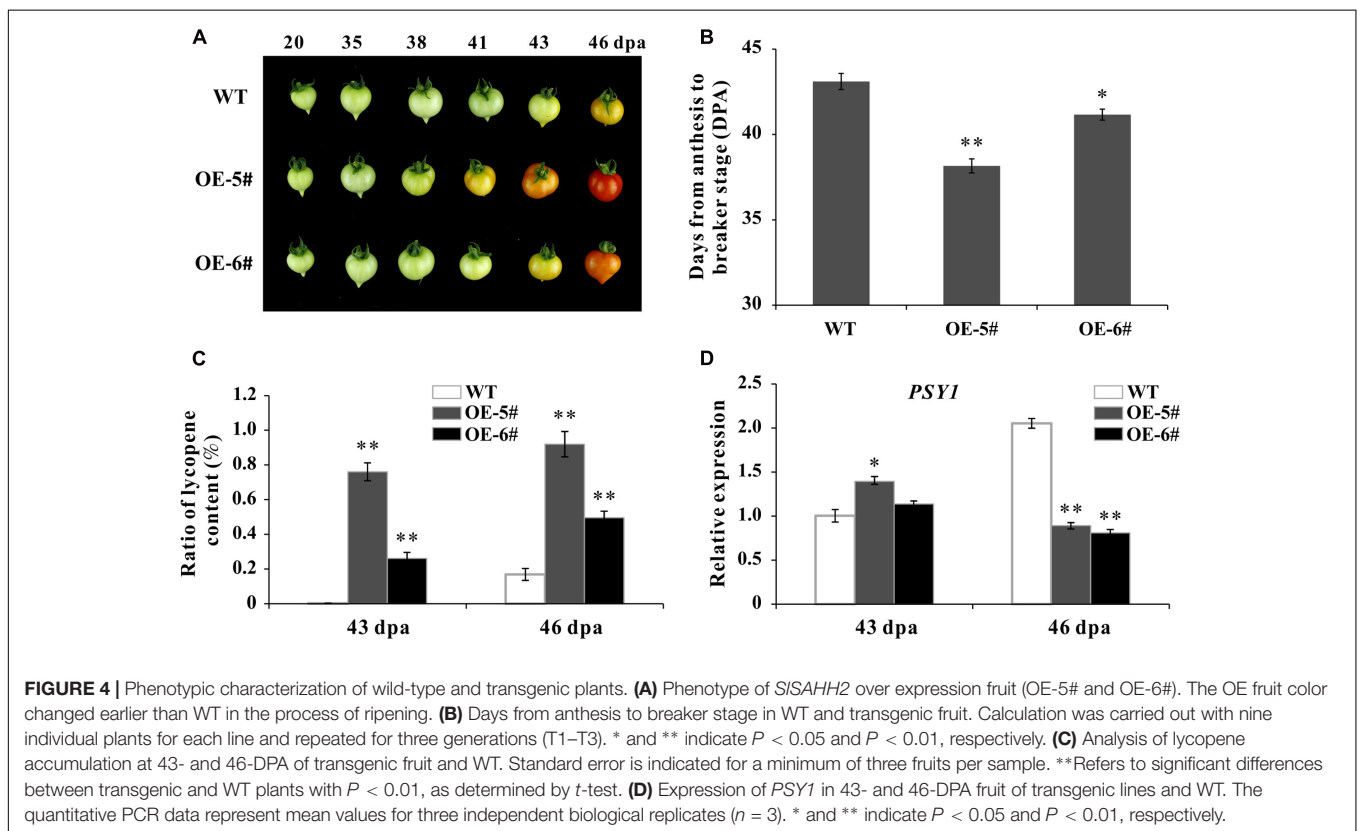 A
20 35 38 41 43 46 dpa
WT
OE-5#
OE-6#
B
Days from anthesis to
breaker stage (DPA)
45
40
35
30
**
*
WT OE-5# OE-6#
C
Ratio of lycopene
content (%)
1.2
1.0
0.8
0.6
0.4
0.2
0
WT
OE-5#
OE-6#
**
**
**
**
43 dpa 46 dpa
D
Relative expression
2.5
2.0
1.5
1.0
0.5
0
PSY1
WT
OE-5#
OE-6#
*
**
**
43 dpa 46 dpa
FIGURE 4 | Phenotypic characterization of wild-type and transgenic plants. (A) Phenotype of SlSAHH2 over expression fruit (OE-5# and OE-6#). The OE fruit color
changed earlier than WT in the process of ripening. (B) Days from anthesis to breaker stage in WT and transgenic fruit. Calculation was carried out with nine
individual plants for each line and repeated for three generations (T1–T3). * and ** indicate P < 0.05 and P < 0.01, respectively. (C) Analysis of lycopene
accumulation at 43- and 46-DPA of transgenic fruit and WT. Standard error is indicated for a minimum of three fruits per sample. **Refers to significant differences
between transgenic and WT plants with P < 0.01, as determined by t-test. (D) Expression of PSY1 in 43- and 46-DPA fruit of transgenic lines and WT. The
quantitative PCR data represent mean values for three independent biological replicates (n = 3). * and ** indicate P < 0.05 and P < 0.01, respectively.